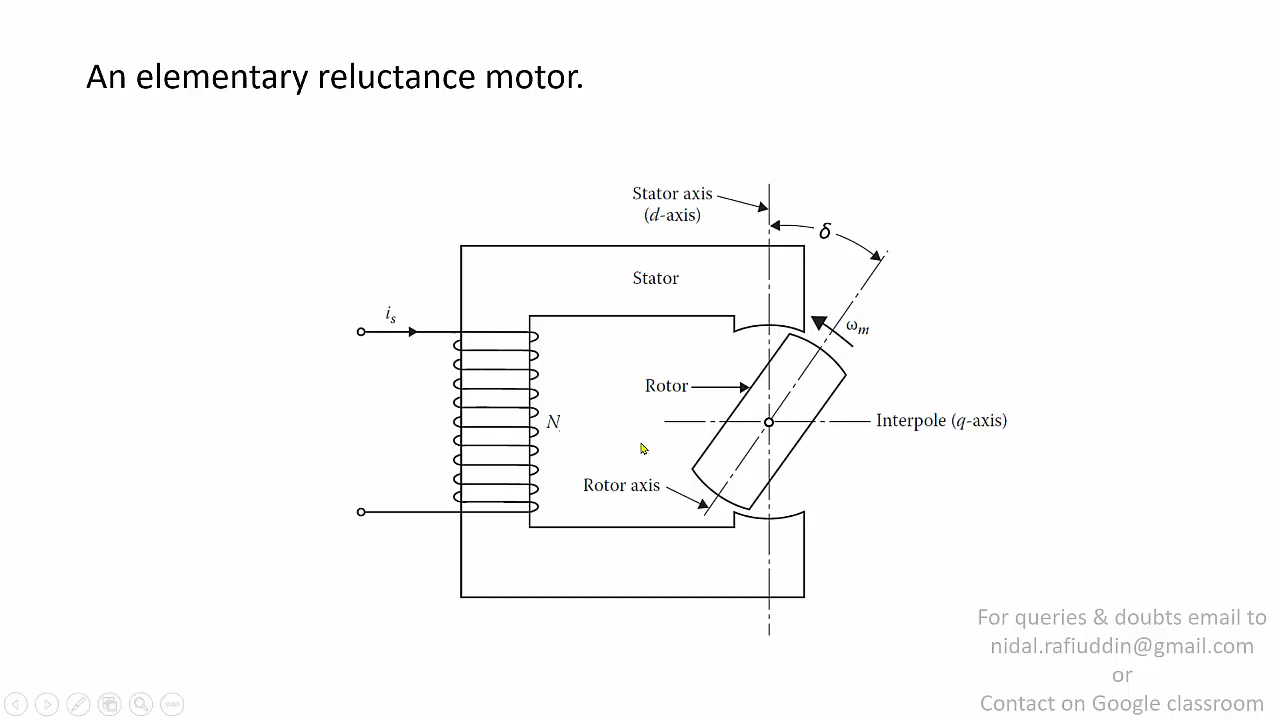 An elementary reluctance motor.
Stator axis
(d-axis)
δ
Stator
i_s
ω_m
Rotor
N
Interpole (q-axis)
Rotor axis
For queries & doubts email to
nidal.rafiuddin@gmail.com
or
Contact on Google classroom